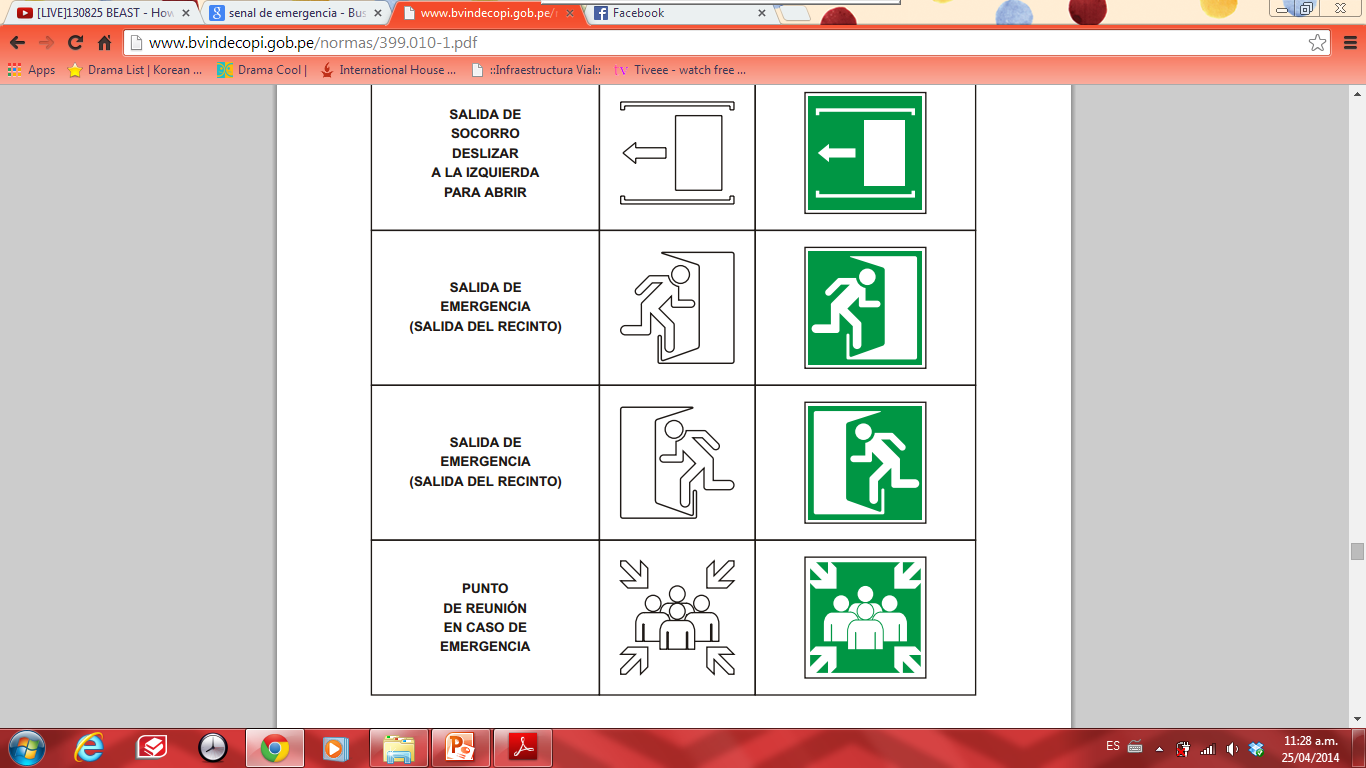 [LIVE]130825 BEAST - How
senal de emergencia - Bus
www.bvindecopi.gob.pe/n
Facebook
www.bvindecopi.gob.pe/normas/399.010-1.pdf
Apps
Drama List | Korean ...
Drama Cool |
International House ...
::Infraestructura Vial::
Tiveee - watch free ...
SALIDA DE
SOCORRO
DESLIZAR
A LA IZQUIERDA
PARA ABRIR
SALIDA DE
EMERGENCIA
(SALIDA DEL RECINTO)
SALIDA DE
EMERGENCIA
(SALIDA DEL RECINTO)
PUNTO
DE REUNIÓN
EN CASO DE
EMERGENCIA
ES
11:28 a.m.
25/04/2014